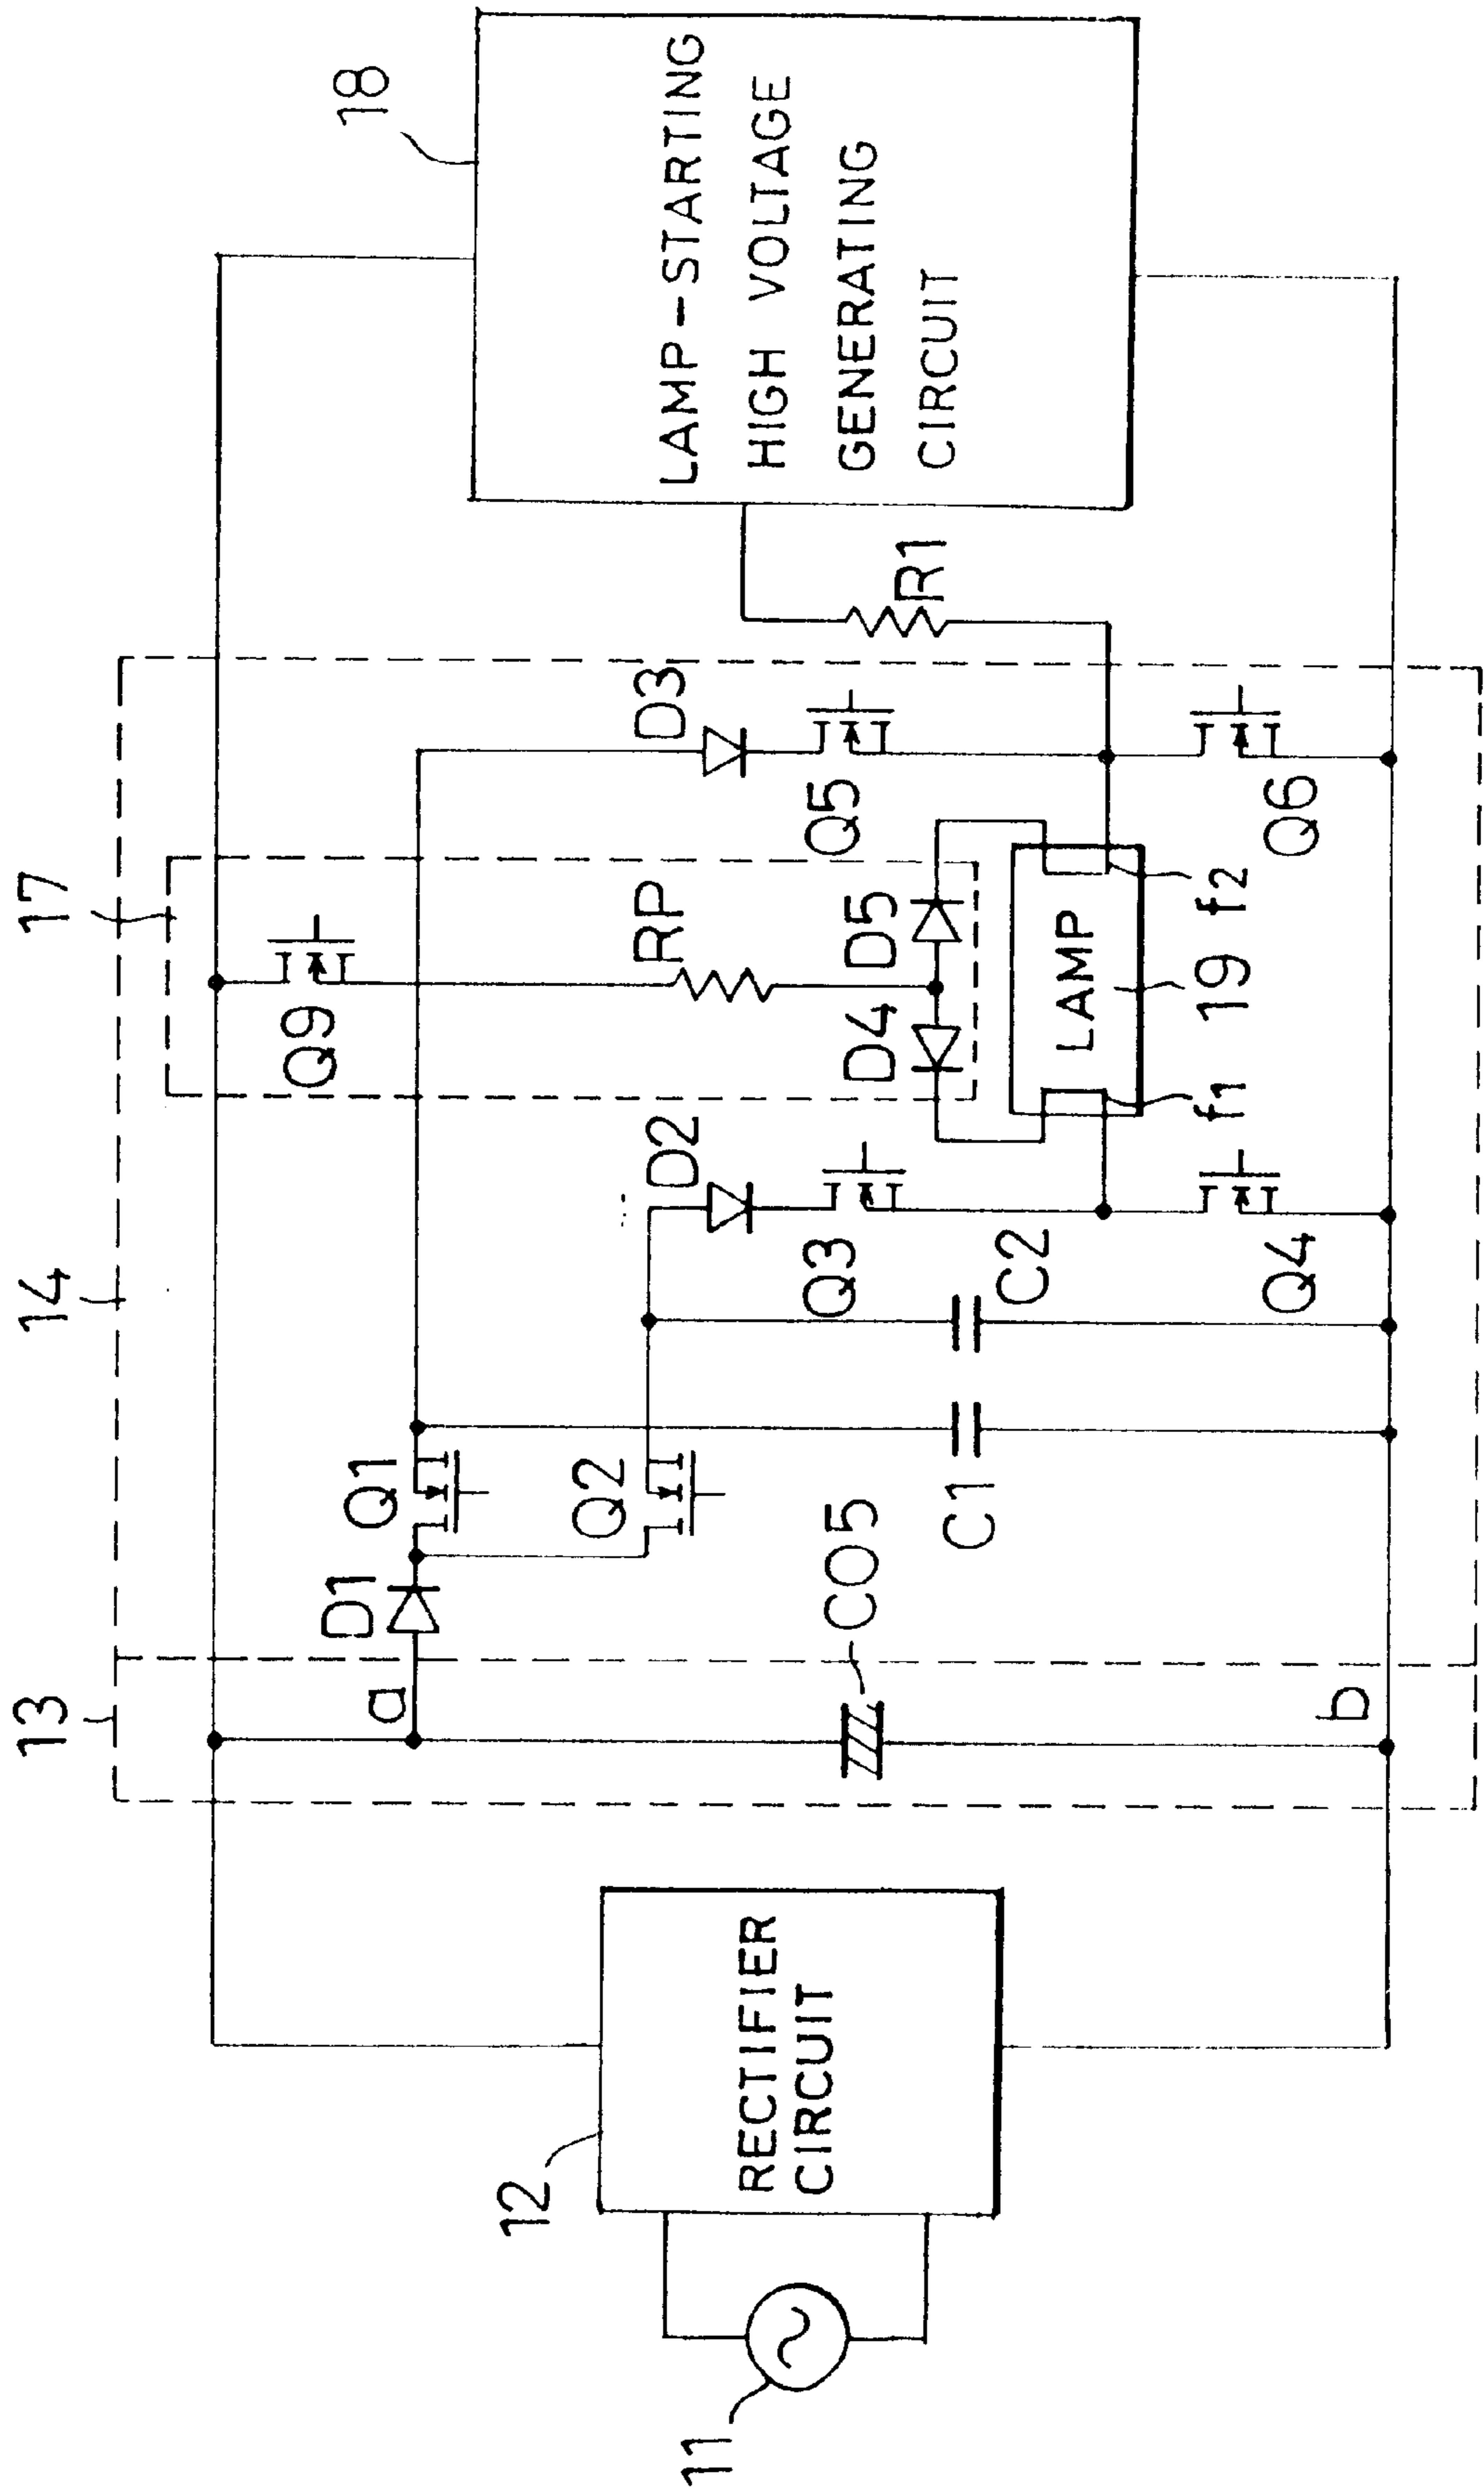 13
14
17
18
a
D1
Q1
Q2
Q9
RP
D2
D3
D4
D5
Q3
Q5
R1
CO5
C1
C2
LAMP
19
f1
f2
Q4
Q6
b
LAMP-STARTING
HIGH VOLTAGE
GENERATING
CIRCUIT
12
RECTIFIER
CIRCUIT
11